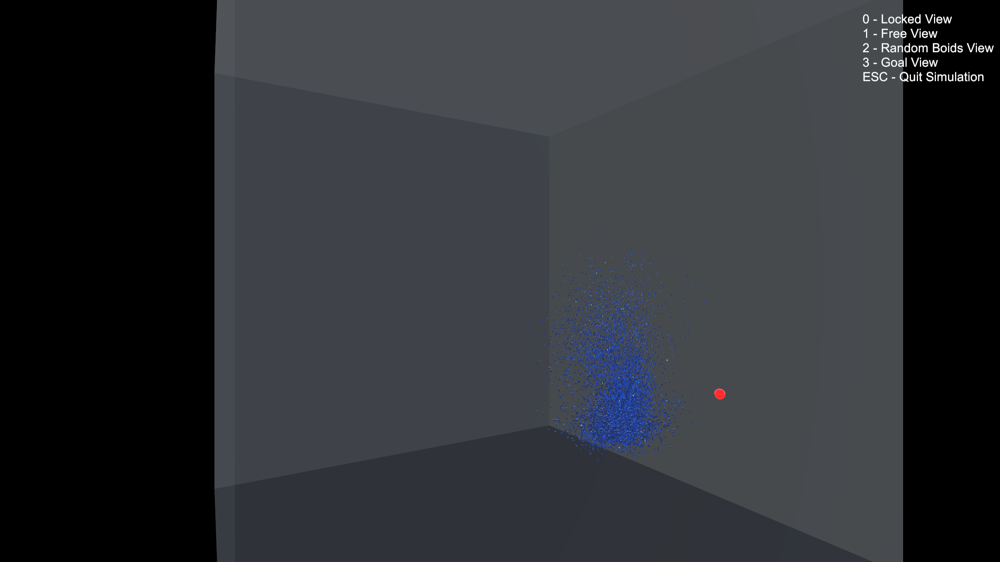 0 - Locked View
1 - Free View
2 - Random Boids View
3 - Goal View
ESC - Quit Simulation